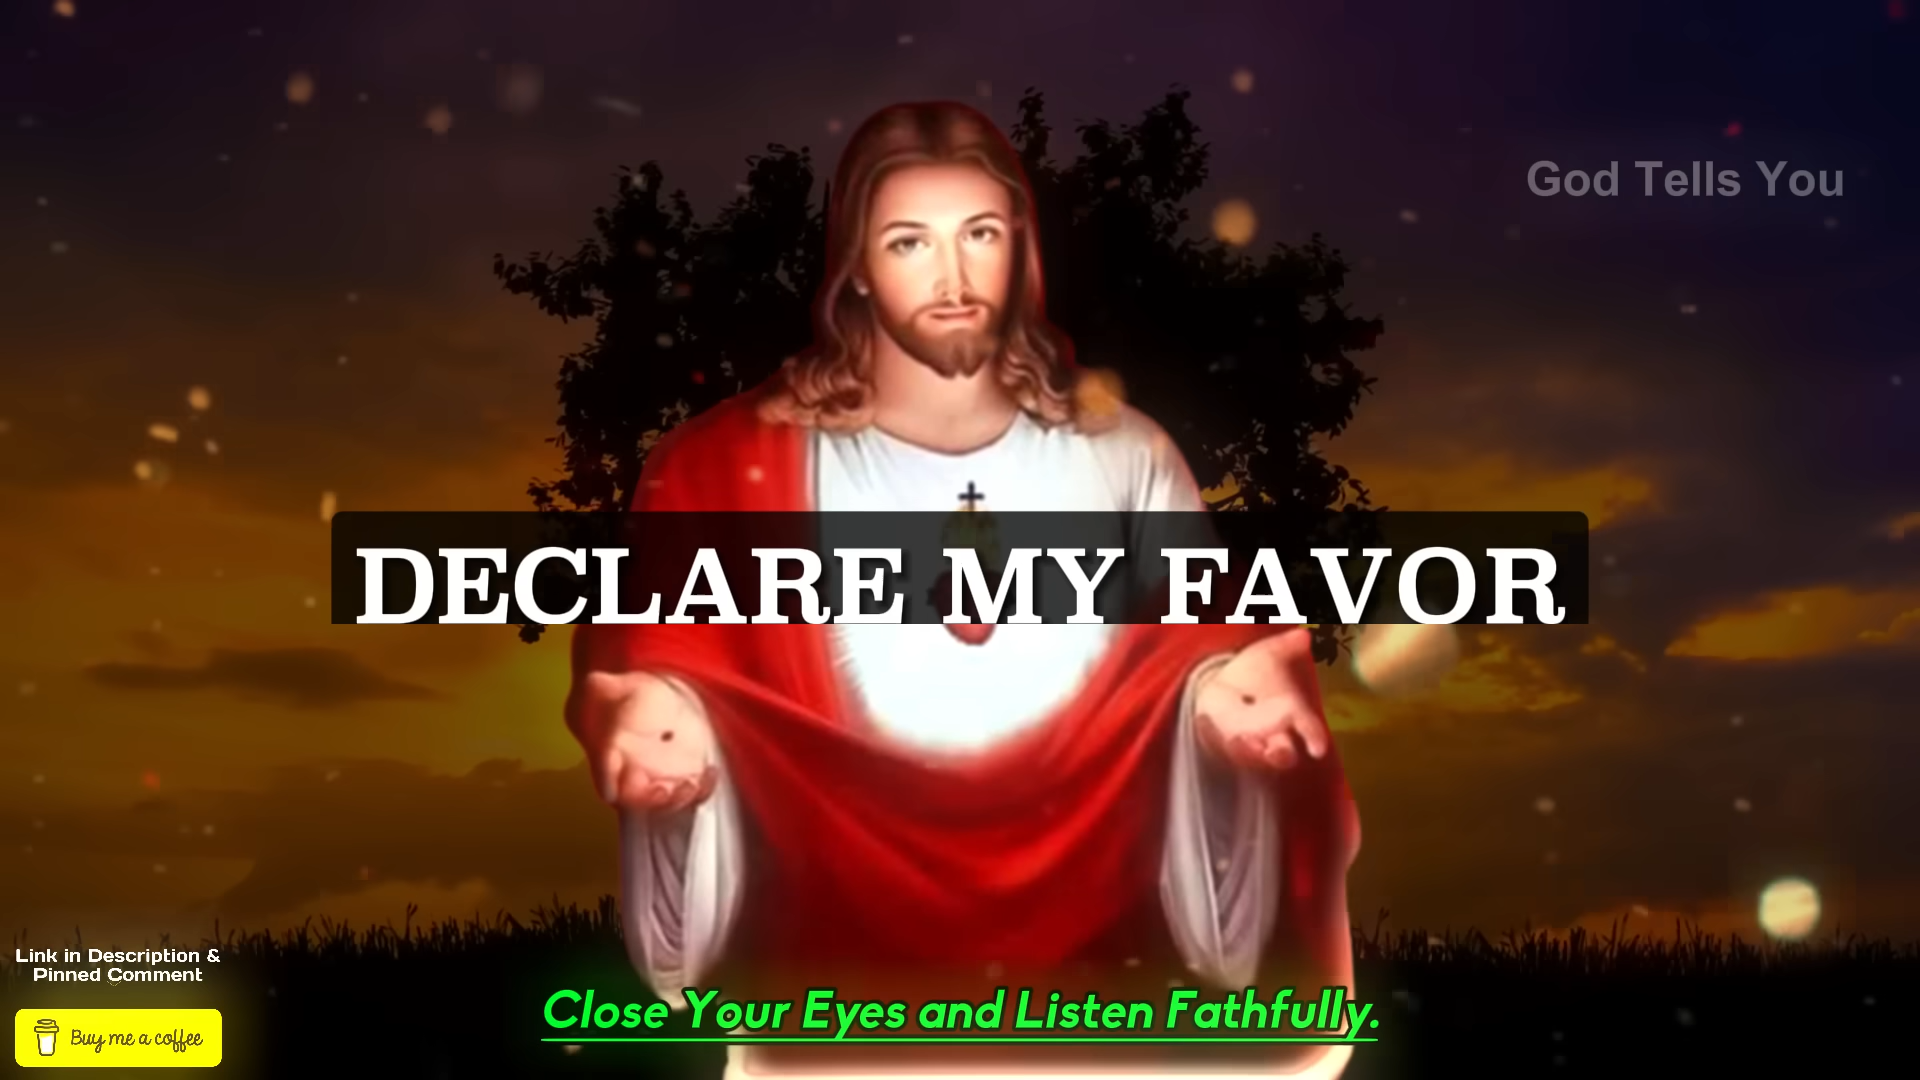 God Tells You
DECLARE MY FAVOR
Link in Description &
Pinned Comment
Buy me a coffee
Close Your Eyes and Listen Fathfully.